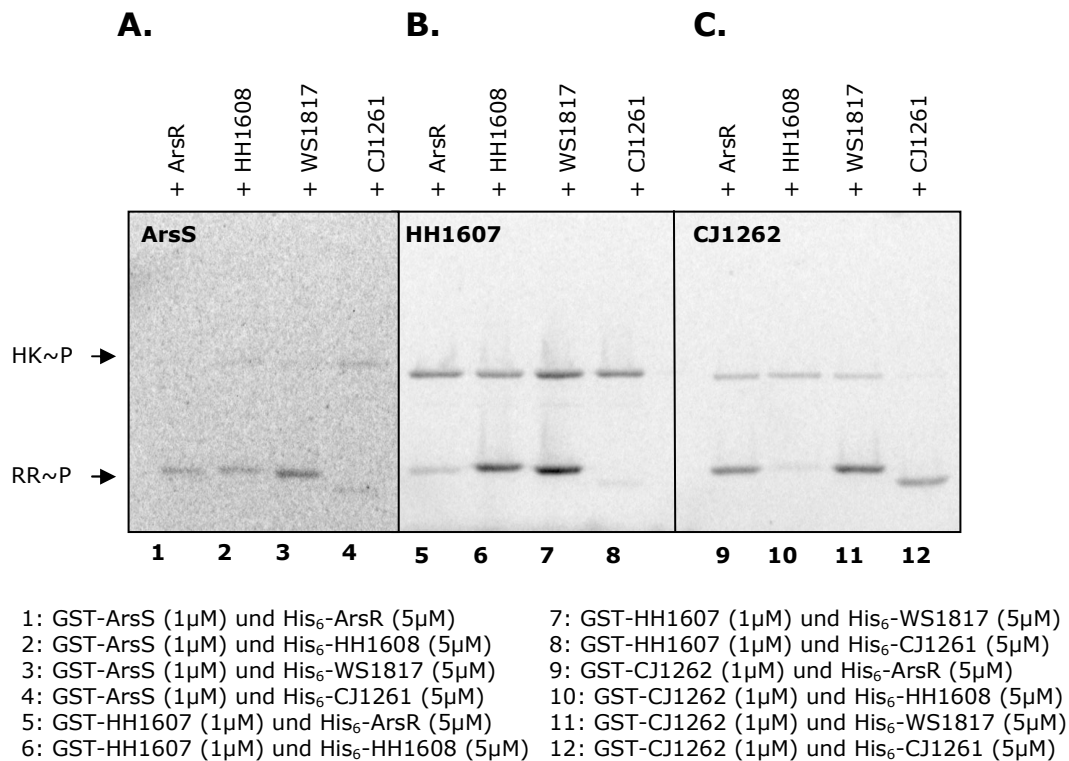 A. B. C.
+ ArsR + HH1608 + WS1817 + CJ1261 + ArsR + HH1608 + WS1817 + CJ1261 + ArsR + HH1608 + WS1817 + CJ1261
ArsS HH1607 CJ1262
HK~P
RR~P
1 2 3 4 5 6 7 8 9 10 11 12
1: GST-ArsS (1µM) und His₆-ArsR (5µM)
2: GST-ArsS (1µM) und His₆-HH1608 (5µM)
3: GST-ArsS (1µM) und His₆-WS1817 (5µM)
4: GST-ArsS (1µM) und His₆-CJ1261 (5µM)
5: GST-HH1607 (1µM) und His₆-ArsR (5µM)
6: GST-HH1607 (1µM) und His₆-HH1608 (5µM)
7: GST-HH1607 (1µM) und His₆-WS1817 (5µM)
8: GST-HH1607 (1µM) und His₆-CJ1261 (5µM)
9: GST-CJ1262 (1µM) und His₆-ArsR (5µM)
10: GST-CJ1262 (1µM) und His₆-HH1608 (5µM)
11: GST-CJ1262 (1µM) und His₆-WS1817 (5µM)
12: GST-CJ1262 (1µM) und His₆-CJ1261 (5µM)